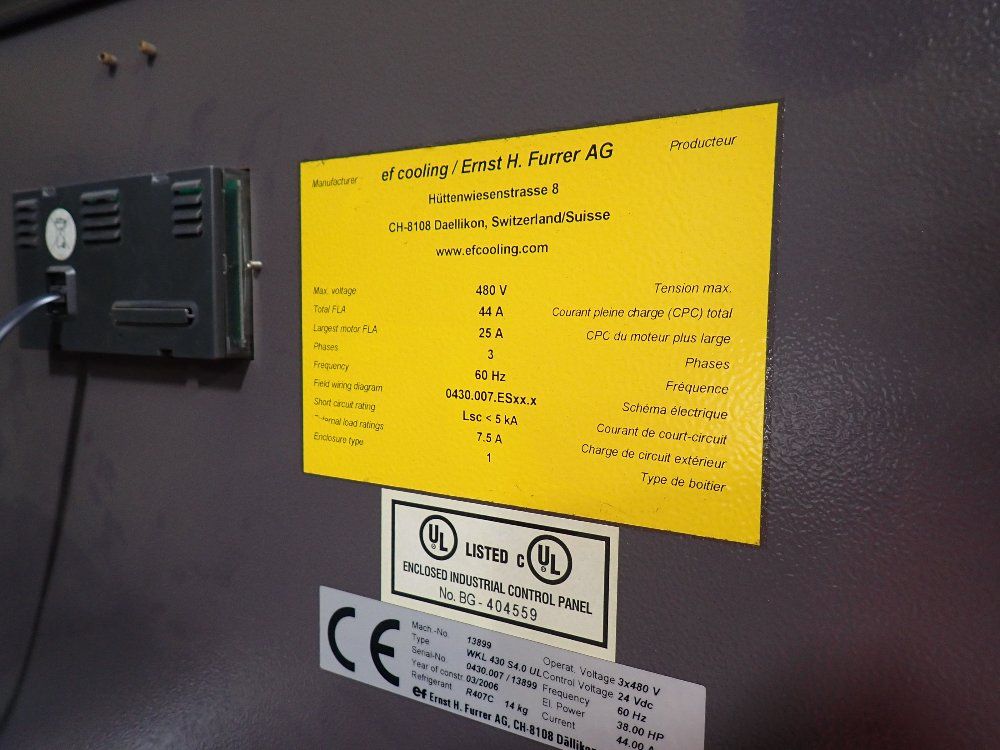 Manufacturer ef cooling / Ernst H. Furrer AG Producteur
Hüttenwiesenstrasse 8
CH-8108 Daellikon, Switzerland/Suisse
www.efcooling.com
Max. voltage 480 V Tension max.
Total FLA 44 A Courant pleine charge (CPC) total
Largest motor FLA 25 A CPC du moteur plus large
Phases 3 Phases
Frequency 60 Hz Fréquence
Field wiring diagram 0430.007.ESxx.x Schéma électrique
Short circuit rating Lsc < 5 kA Courant de court-circuit
External load ratings 7.5 A Charge de circuit extérieur
Enclosure type 1 Type de boitier
UL LISTED C UL
ENCLOSED INDUSTRIAL CONTROL PANEL
No. BG - 404559
CE
Mach.-No. 13899 Operat. Voltage 3x480 V
Type WKL 430 S4.0 UL Control Voltage 24 Vdc
Serial-No. 0430.007 / 13899 Frequency 60 Hz
Year of constr. 03/2006 El. Power 38.00 HP
Refrigerant R407C 14 kg Current 44.00 A
ef Ernst H. Furrer AG, CH-8108 Dällikon